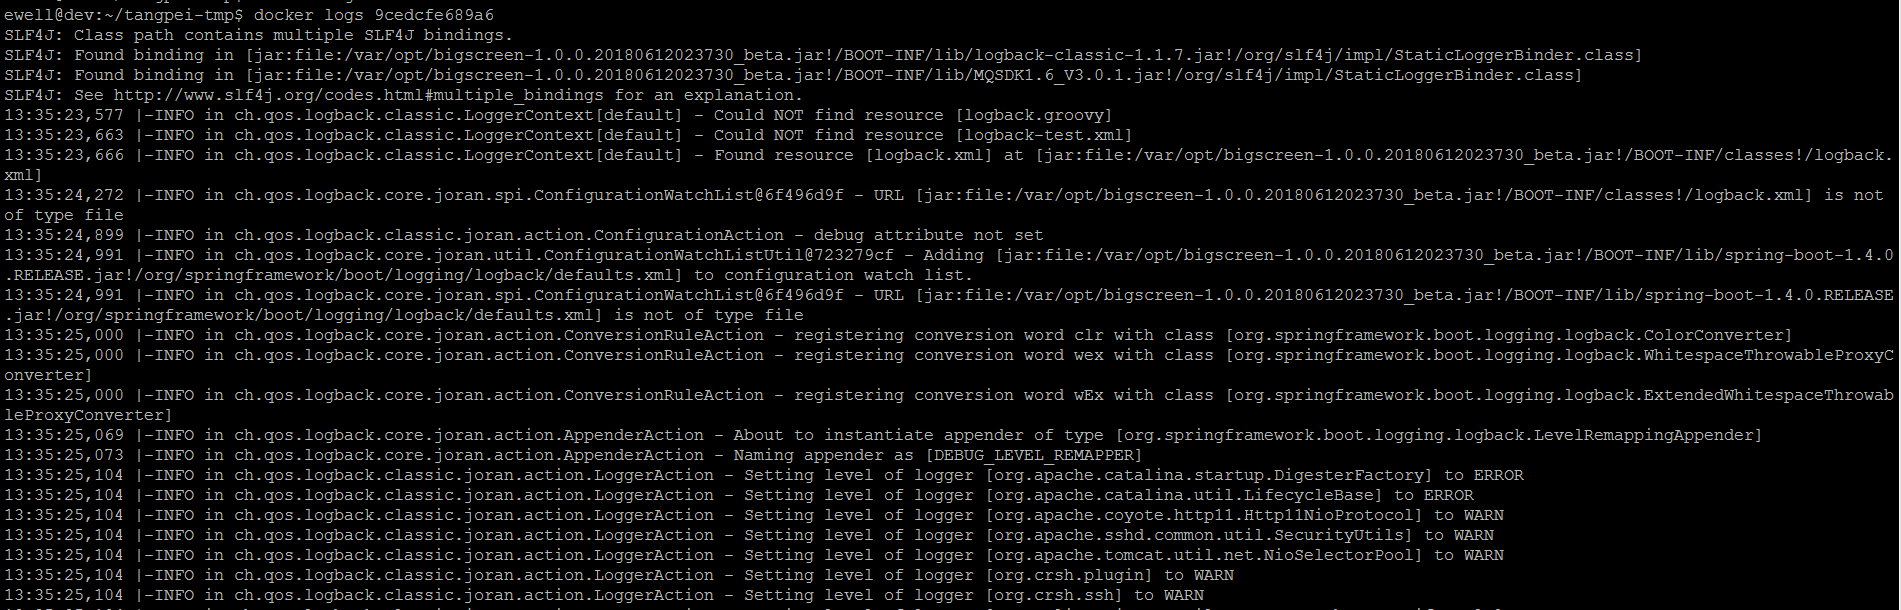 ewell@dev:~/tangpei-tmp$ docker logs 9cedcfe689a6
SLF4J: Class path contains multiple SLF4J bindings.
SLF4J: Found binding in [jar:file:/var/opt/bigscreen-1.0.0.20180612023730_beta.jar!/BOOT-INF/lib/logback-classic-1.1.7.jar!/org/slf4j/impl/StaticLoggerBinder.class]
SLF4J: Found binding in [jar:file:/var/opt/bigscreen-1.0.0.20180612023730_beta.jar!/BOOT-INF/lib/MQSDK1.6_V3.0.1.jar!/org/slf4j/impl/StaticLoggerBinder.class]
SLF4J: See http://www.slf4j.org/codes.html#multiple_bindings for an explanation.
13:35:23,577 |-INFO in ch.qos.logback.classic.LoggerContext[default] - Could NOT find resource [logback.groovy]
13:35:23,663 |-INFO in ch.qos.logback.classic.LoggerContext[default] - Could NOT find resource [logback-test.xml]
13:35:23,666 |-INFO in ch.qos.logback.classic.LoggerContext[default] - Found resource [logback.xml] at [jar:file:/var/opt/bigscreen-1.0.0.20180612023730_beta.jar!/BOOT-INF/classes!/logback.
xml]
13:35:24,272 |-INFO in ch.qos.logback.core.joran.spi.ConfigurationWatchList@6f496d9f - URL [jar:file:/var/opt/bigscreen-1.0.0.20180612023730_beta.jar!/BOOT-INF/classes!/logback.xml] is not
of type file
13:35:24,899 |-INFO in ch.qos.logback.classic.joran.action.ConfigurationAction - debug attribute not set
13:35:24,991 |-INFO in ch.qos.logback.core.joran.util.ConfigurationWatchListUtil@723279cf - Adding [jar:file:/var/opt/bigscreen-1.0.0.20180612023730_beta.jar!/BOOT-INF/lib/spring-boot-1.4.0
.RELEASE.jar!/org/springframework/boot/logging/logback/defaults.xml] to configuration watch list.
13:35:24,991 |-INFO in ch.qos.logback.core.joran.spi.ConfigurationWatchList@6f496d9f - URL [jar:file:/var/opt/bigscreen-1.0.0.20180612023730_beta.jar!/BOOT-INF/lib/spring-boot-1.4.0.RELEASE
.jar!/org/springframework/boot/logging/logback/defaults.xml] is not of type file
13:35:25,000 |-INFO in ch.qos.logback.core.joran.action.ConversionRuleAction - registering conversion word clr with class [org.springframework.boot.logging.logback.ColorConverter]
13:35:25,000 |-INFO in ch.qos.logback.core.joran.action.ConversionRuleAction - registering conversion word wex with class [org.springframework.boot.logging.logback.WhitespaceThrowableProxyC
onverter]
13:35:25,000 |-INFO in ch.qos.logback.core.joran.action.ConversionRuleAction - registering conversion word wEx with class [org.springframework.boot.logging.logback.ExtendedWhitespaceThrowab
leProxyConverter]
13:35:25,069 |-INFO in ch.qos.logback.core.joran.action.AppenderAction - About to instantiate appender of type [org.springframework.boot.logging.logback.LevelRemappingAppender]
13:35:25,073 |-INFO in ch.qos.logback.core.joran.action.AppenderAction - Naming appender as [DEBUG_LEVEL_REMAPPER]
13:35:25,104 |-INFO in ch.qos.logback.classic.joran.action.LoggerAction - Setting level of logger [org.apache.catalina.startup.DigesterFactory] to ERROR
13:35:25,104 |-INFO in ch.qos.logback.classic.joran.action.LoggerAction - Setting level of logger [org.apache.catalina.util.LifecycleBase] to ERROR
13:35:25,104 |-INFO in ch.qos.logback.classic.joran.action.LoggerAction - Setting level of logger [org.apache.coyote.http11.Http11NioProtocol] to WARN
13:35:25,104 |-INFO in ch.qos.logback.classic.joran.action.LoggerAction - Setting level of logger [org.apache.sshd.common.util.SecurityUtils] to WARN
13:35:25,104 |-INFO in ch.qos.logback.classic.joran.action.LoggerAction - Setting level of logger [org.apache.tomcat.util.net.NioSelectorPool] to WARN
13:35:25,104 |-INFO in ch.qos.logback.classic.joran.action.LoggerAction - Setting level of logger [org.crsh.plugin] to WARN
13:35:25,104 |-INFO in ch.qos.logback.classic.joran.action.LoggerAction - Setting level of logger [org.crsh.ssh] to WARN